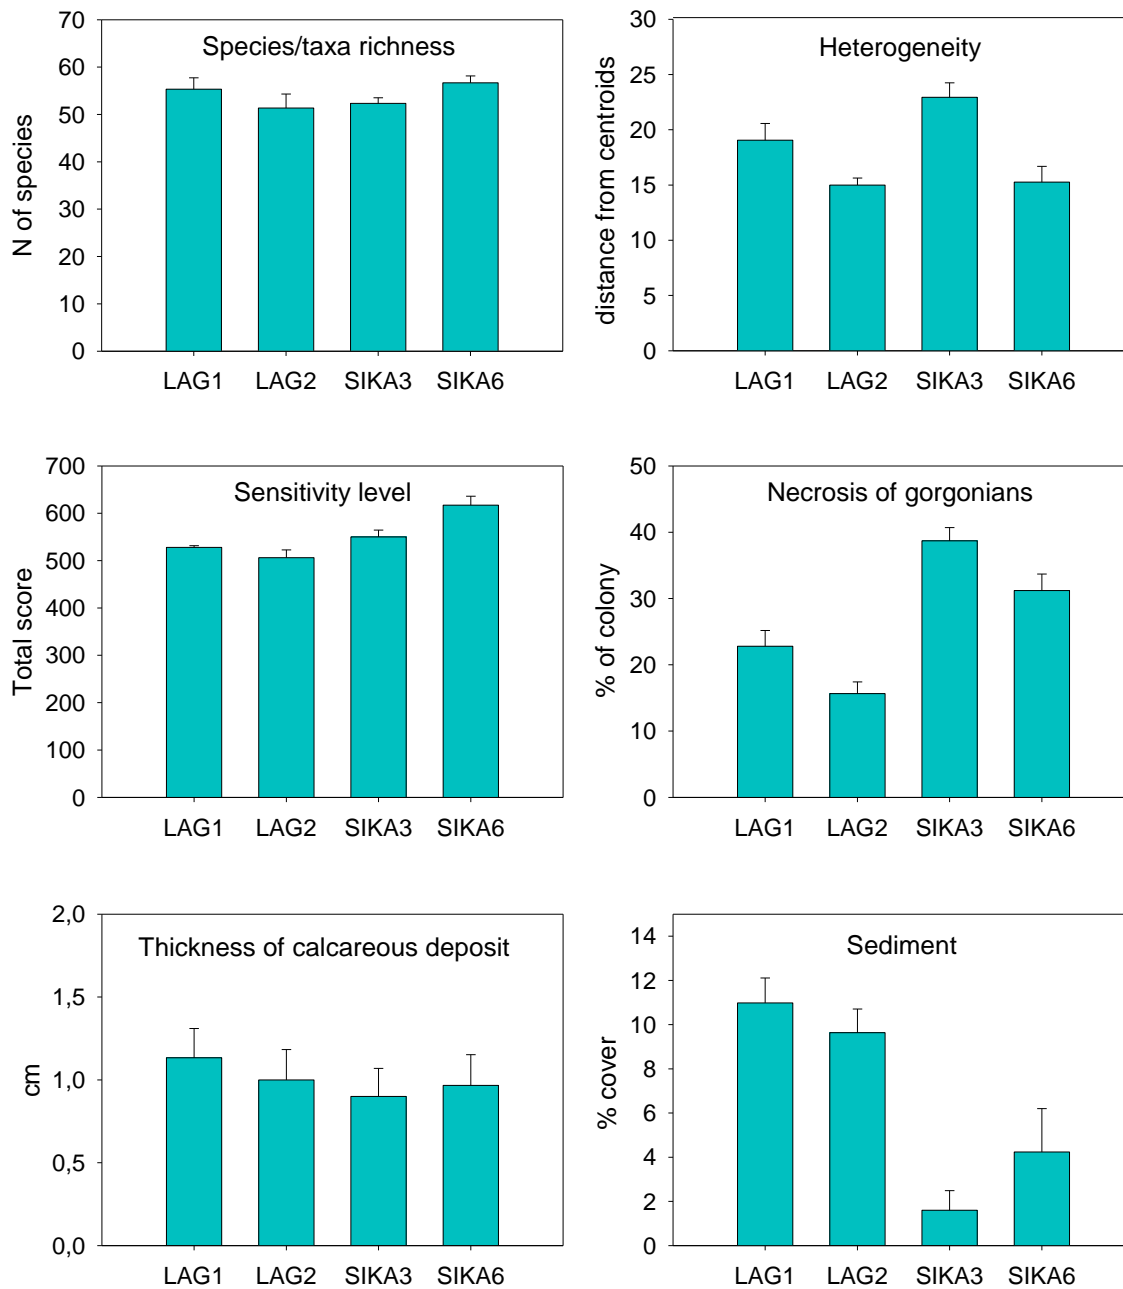 Species/taxa richness
N of species
70
60
50
40
30
20
10
0
LAG1 LAG2 SIKA3 SIKA6
Heterogeneity
distance from centroids
30
25
20
15
10
5
0
LAG1 LAG2 SIKA3 SIKA6
Sensitivity level
Total score
700
600
500
400
300
200
100
0
LAG1 LAG2 SIKA3 SIKA6
Necrosis of gorgonians
% of colony
50
40
30
20
10
0
LAG1 LAG2 SIKA3 SIKA6
Thickness of calcareous deposit
cm
2,0
1,5
1,0
0,5
0,0
LAG1 LAG2 SIKA3 SIKA6
Sediment
% cover
14
12
10
8
6
4
2
0
LAG1 LAG2 SIKA3 SIKA6